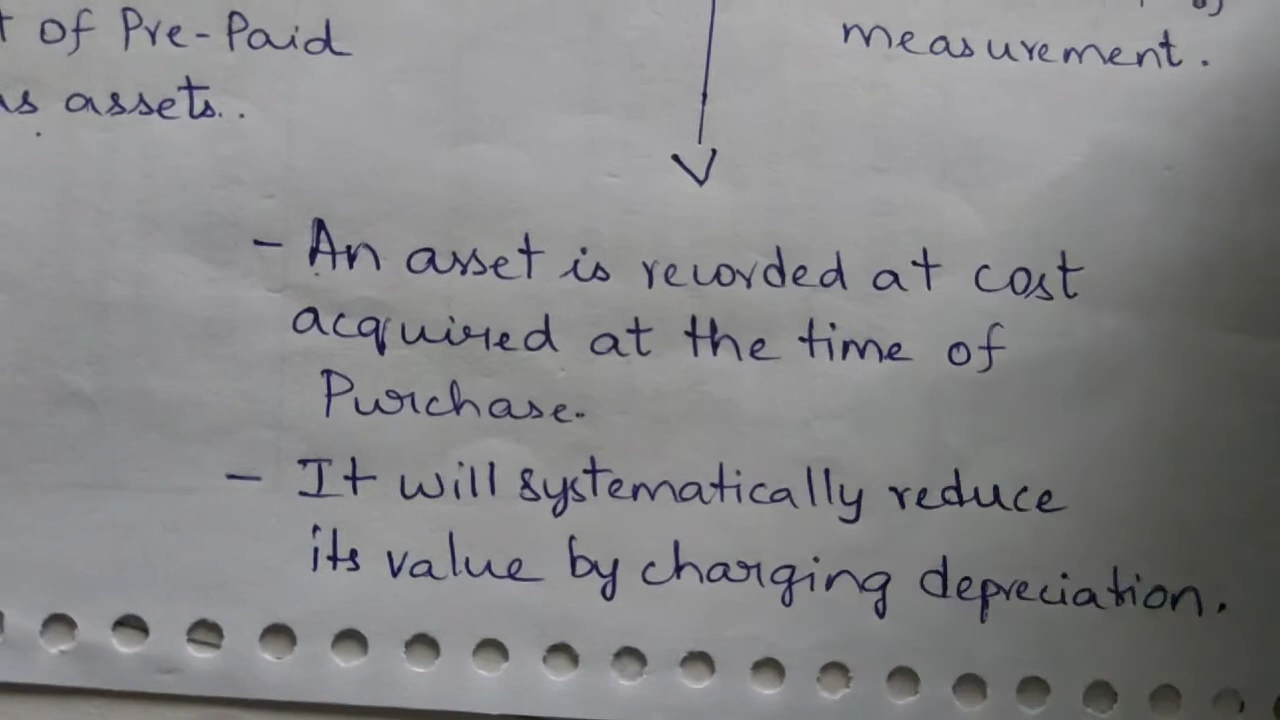 of Pre-Paid
as assets..
measurement.
- An asset is recorded at cost
acquired at the time of
Purchase.
- It will systematically reduce
its value by charging depreciation.